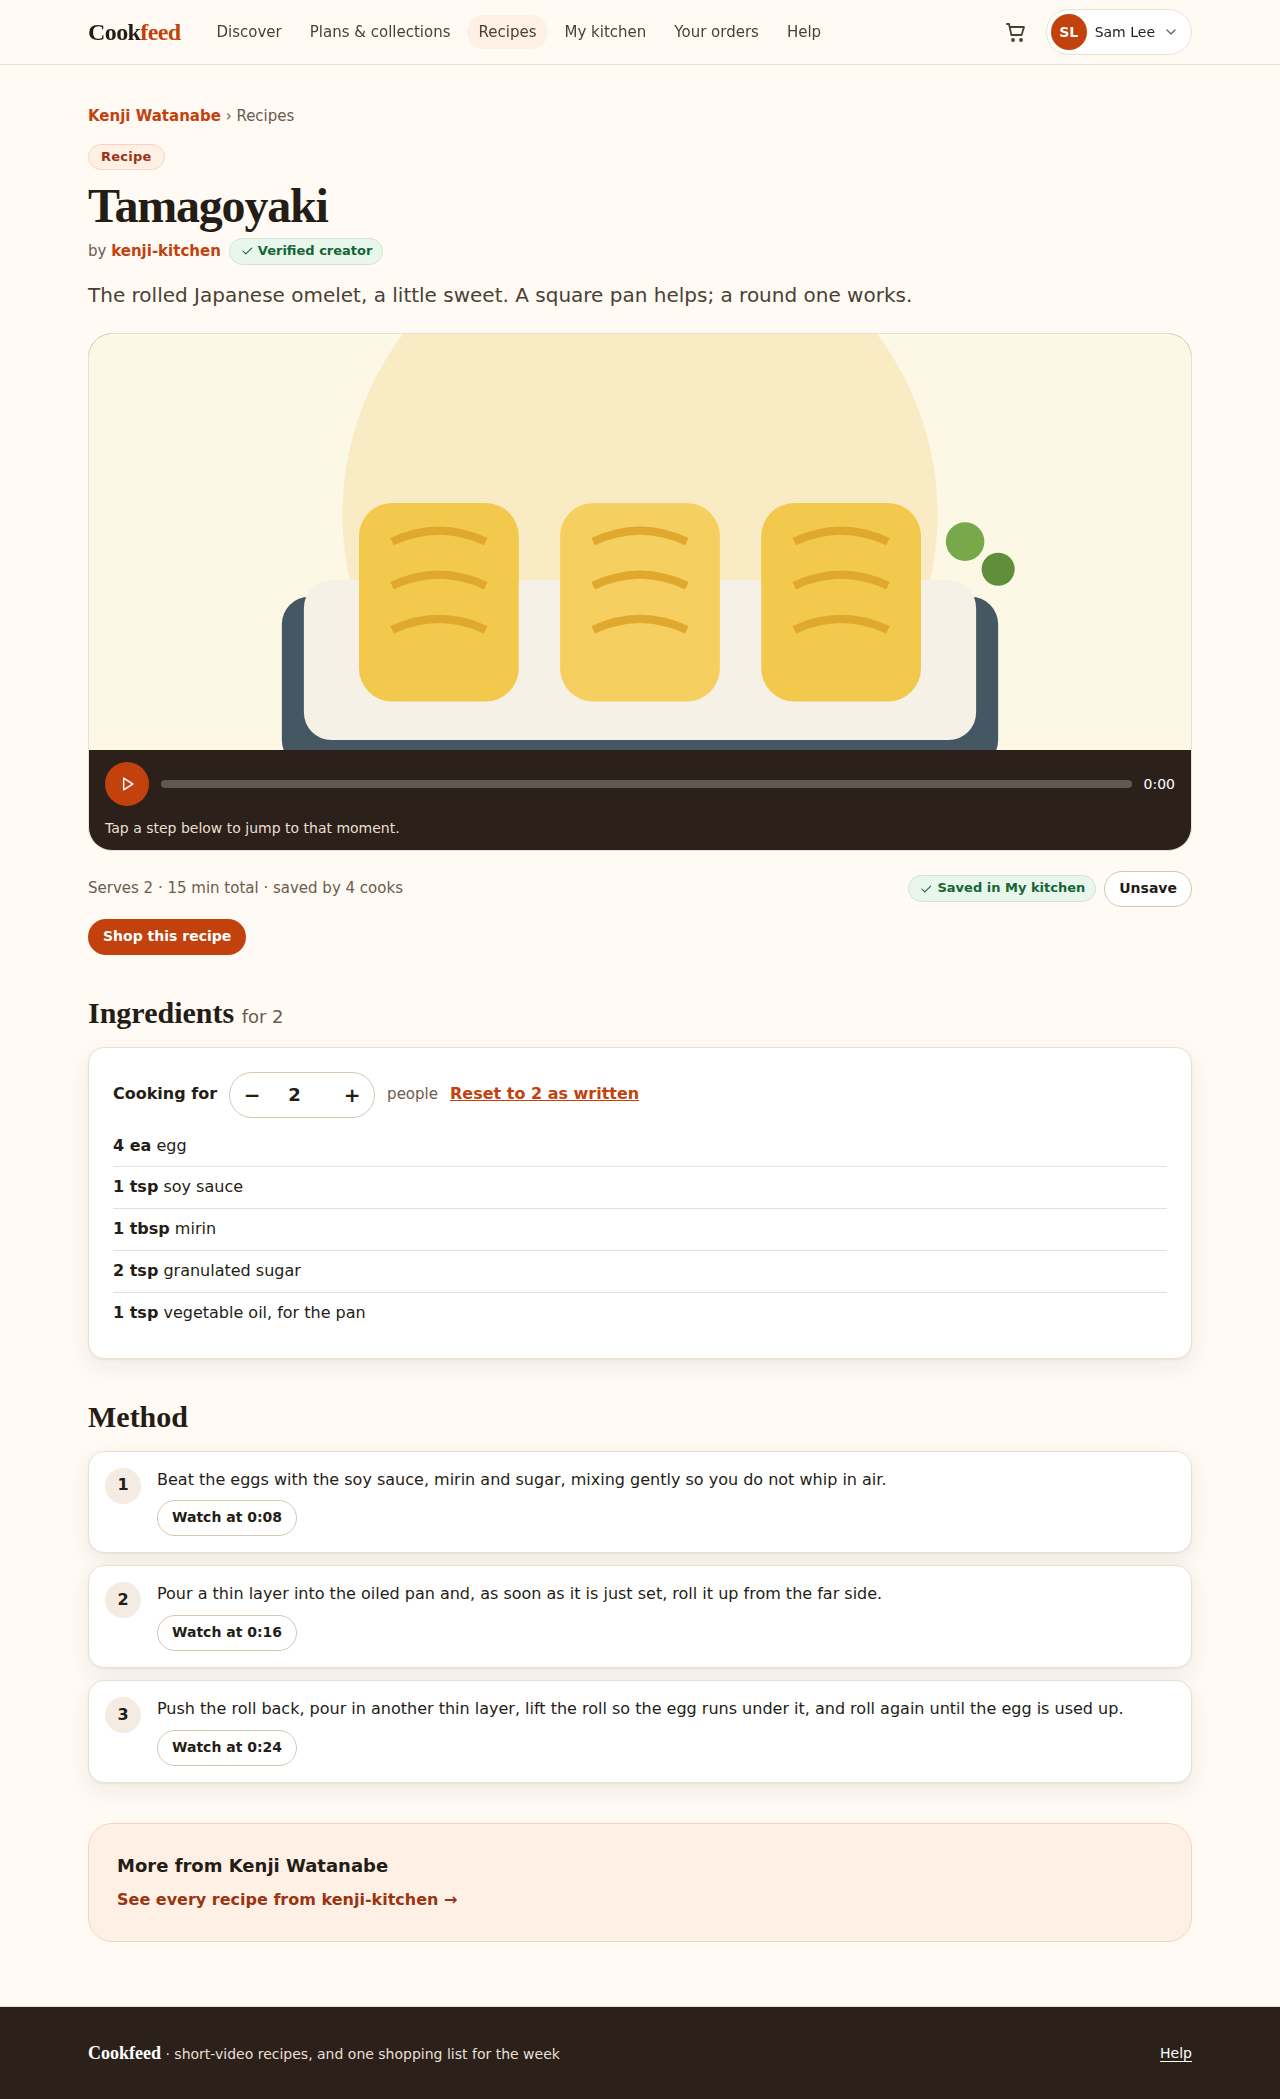 Cookfeed Discover Plans & collections Recipes My kitchen Your orders Help SL Sam Lee
Kenji Watanabe › Recipes
Recipe
Tamagoyaki
by kenji-kitchen Verified creator
The rolled Japanese omelet, a little sweet. A square pan helps; a round one works.
0:00
Tap a step below to jump to that moment.
Serves 2 · 15 min total · saved by 4 cooks Saved in My kitchen Unsave
Shop this recipe
Ingredients for 2
Cooking for − 2 + people Reset to 2 as written
4 ea egg
1 tsp soy sauce
1 tbsp mirin
2 tsp granulated sugar
1 tsp vegetable oil, for the pan
Method
1 Beat the eggs with the soy sauce, mirin and sugar, mixing gently so you do not whip in air.
Watch at 0:08
2 Pour a thin layer into the oiled pan and, as soon as it is just set, roll it up from the far side.
Watch at 0:16
3 Push the roll back, pour in another thin layer, lift the roll so the egg runs under it, and roll again until the egg is used up.
Watch at 0:24
More from Kenji Watanabe
See every recipe from kenji-kitchen →
Cookfeed · short-video recipes, and one shopping list for the week Help